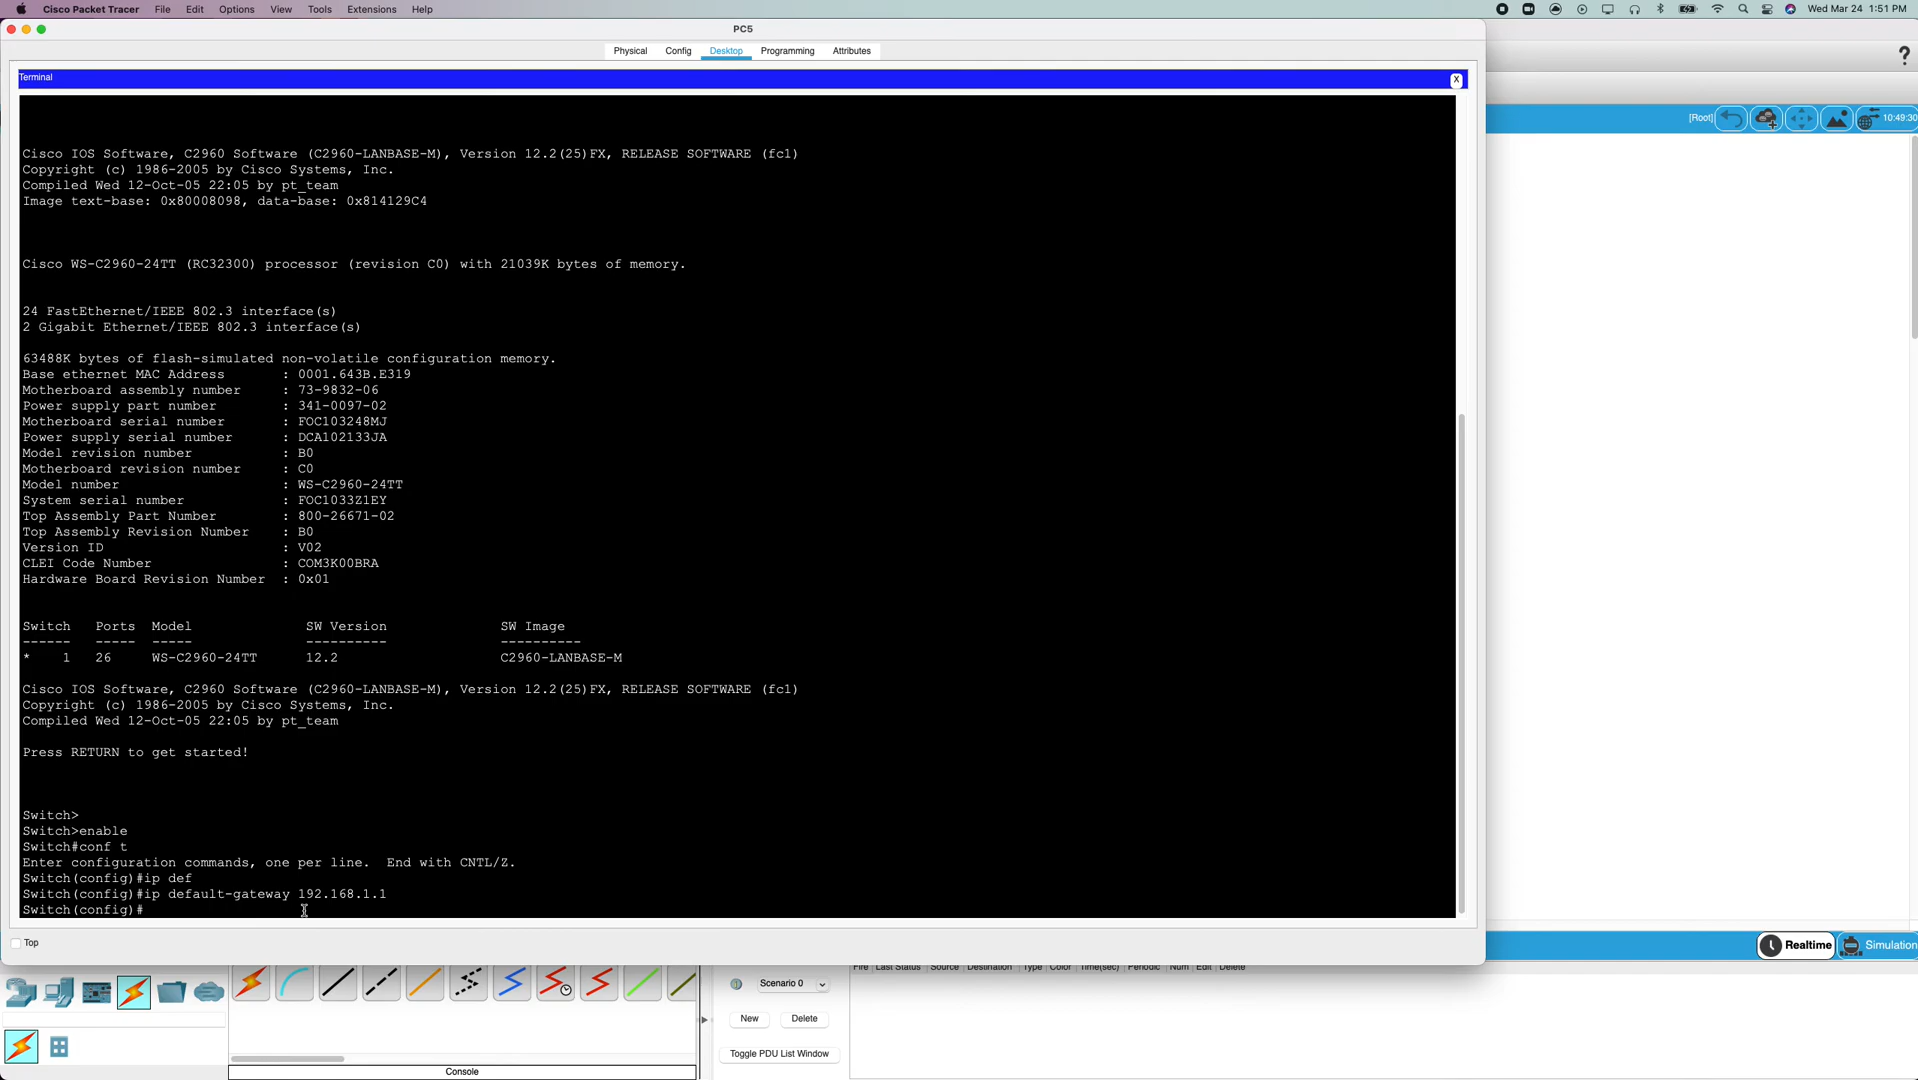 Cisco Packet Tracer File Edit Options View Tools Extensions Help Wed Mar 24 1:51 PM
PC5
Physical Config Desktop Programming Attributes
Terminal
X
?
[Root]
10:49:30
Cisco IOS Software, C2960 Software (C2960-LANBASE-M), Version 12.2(25)FX, RELEASE SOFTWARE (fc1)
Copyright (c) 1986-2005 by Cisco Systems, Inc.
Compiled Wed 12-Oct-05 22:05 by pt_team
Image text-base: 0x80008098, data-base: 0x814129C4
Cisco WS-C2960-24TT (RC32300) processor (revision C0) with 21039K bytes of memory.
24 FastEthernet/IEEE 802.3 interface(s)
2 Gigabit Ethernet/IEEE 802.3 interface(s)
63488K bytes of flash-simulated non-volatile configuration memory.
Base ethernet MAC Address : 0001.643B.E319
Motherboard assembly number : 73-9832-06
Power supply part number : 341-0097-02
Motherboard serial number : FOC103248MJ
Power supply serial number : DCA102133JA
Model revision number : B0
Motherboard revision number : C0
Model number : WS-C2960-24TT
System serial number : FOC1033Z1EY
Top Assembly Part Number : 800-26671-02
Top Assembly Revision Number : B0
Version ID : V02
CLEI Code Number : COM3K00BRA
Hardware Board Revision Number : 0x01
Switch Ports Model SW Version SW Image
------ ----- ----- ---------- ----------
* 1 26 WS-C2960-24TT 12.2 C2960-LANBASE-M
Cisco IOS Software, C2960 Software (C2960-LANBASE-M), Version 12.2(25)FX, RELEASE SOFTWARE (fc1)
Copyright (c) 1986-2005 by Cisco Systems, Inc.
Compiled Wed 12-Oct-05 22:05 by pt_team
Press RETURN to get started!
Switch>
Switch>enable
Switch#conf t
Enter configuration commands, one per line. End with CNTL/Z.
Switch(config)#ip def
Switch(config)#ip default-gateway 192.168.1.1
Switch(config)#
Top
Realtime Simulation
Fire Last Status Source Destination Type Color Time(sec) Periodic Num Edit Delete
Scenario 0
New Delete
Toggle PDU List Window
Console